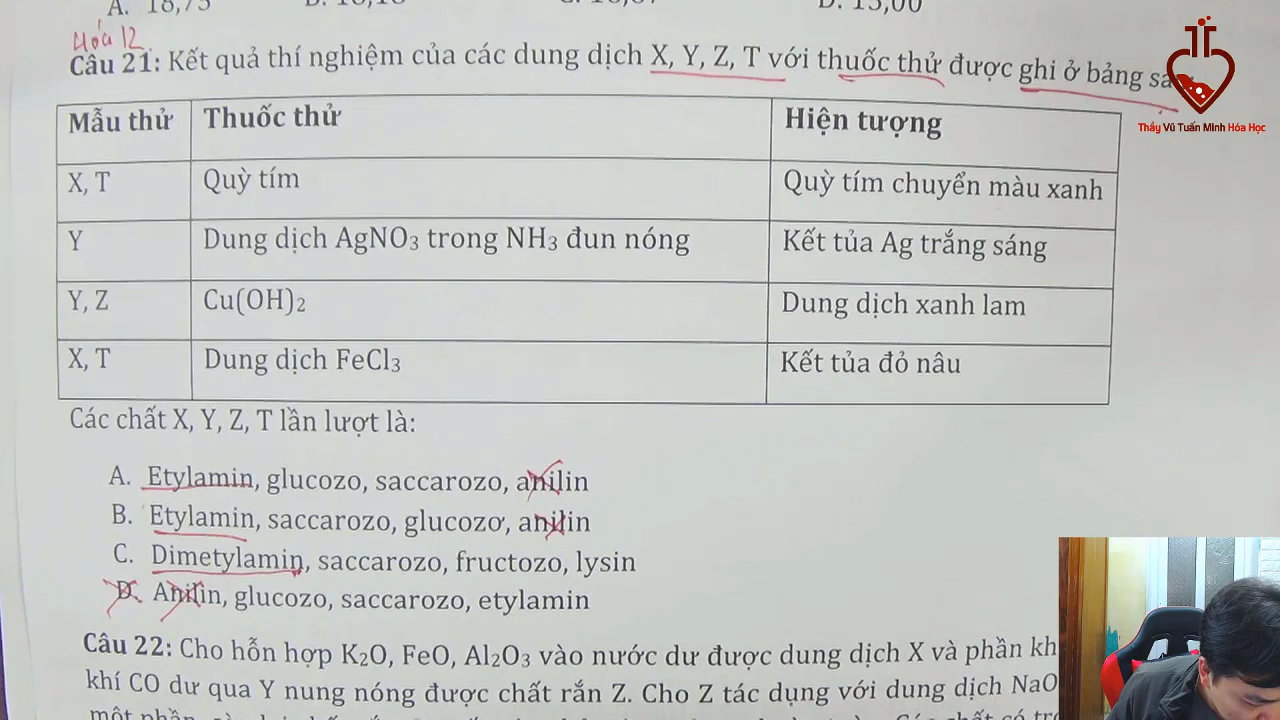 Hóa 12
Câu 21: Kết quả thí nghiệm của các dung dịch X, Y, Z, T với thuốc thử được ghi ở bảng
Thầy Vũ Tuấn Minh Hóa Học
Mẫu thử Thuốc thử Hiện tượng
X, T Quỳ tím Quỳ tím chuyển màu xanh
Y Dung dịch AgNO3 trong NH3 đun nóng Kết tủa Ag trắng sáng
Y, Z Cu(OH)2 Dung dịch xanh lam
X, T Dung dịch FeCl3 Kết tủa đỏ nâu
Các chất X, Y, Z, T lần lượt là:
A. Etylamin, glucozo, saccarozo, anilin
B. Etylamin, saccarozo, glucozơ, anilin
C. Dimetylamin, saccarozo, fructozo, lysin
D. Anilin, glucozo, saccarozo, etylamin
Câu 22: Cho hỗn hợp K2O, FeO, Al2O3 vào nước dư được dung dịch X và phần
khí CO dư qua Y nung nóng được chất rắn Z. Cho Z tác dụng với dung dịch